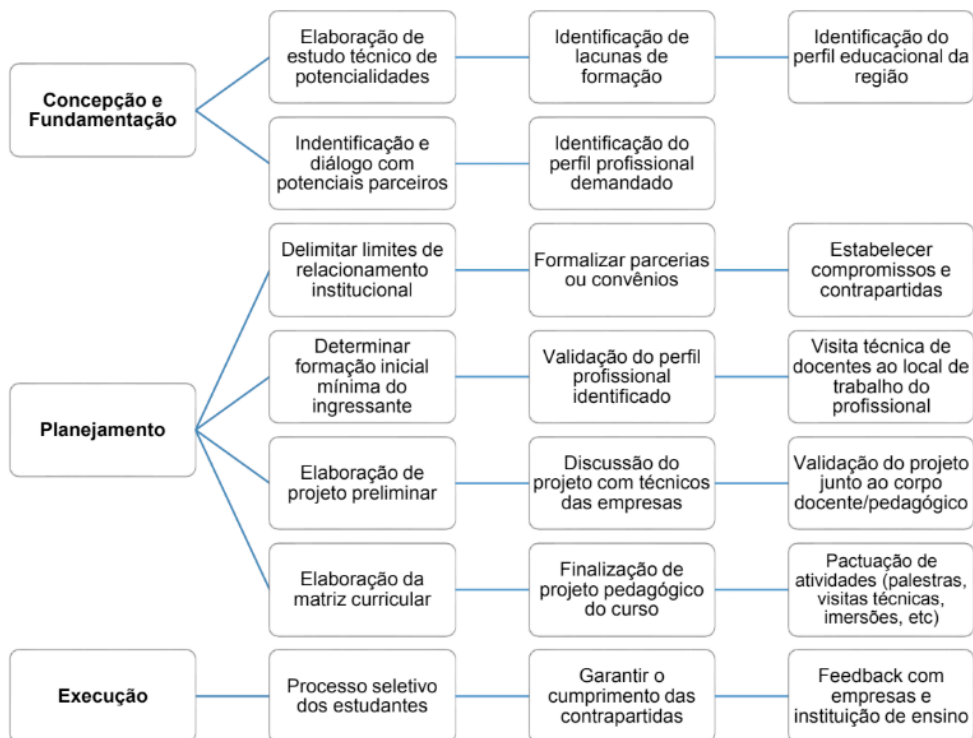 Concepção e
Fundamentação
Elaboração de
estudo técnico de
potencialidades
Identificação de
lacunas de
formação
Identificação do
perfil educacional da
região
Indentificação e
diálogo com
potenciais parceiros
Identificação do
perfil profissional
demandado
Planejamento
Delimitar limites de
relacionamento
institucional
Formalizar parcerias
ou convênios
Estabelecer
compromissos e
contrapartidas
Determinar
formação inicial
mínima do
ingressante
Validação do perfil
profissional
identificado
Visita técnica de
docentes ao local de
trabalho do
profissional
Elaboração de
projeto preliminar
Discussão do
projeto com técnicos
das empresas
Validação do projeto
junto ao corpo
docente/pedagógico
Elaboração da
matriz curricular
Finalização de
projeto pedagógico
do curso
Pactuação de
atividades (palestras,
visitas técnicas,
imersões, etc)
Execução
Processo seletivo
dos estudantes
Garantir o
cumprimento das
contrapartidas
Feedback com
empresas e
instituição de ensino